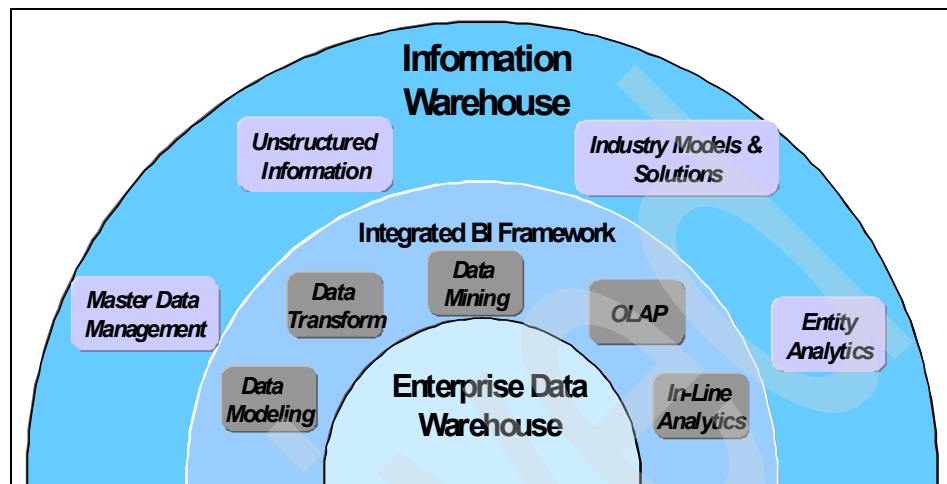 Information
Warehouse
Unstructured
Information
Industry Models &
Solutions
Integrated BI Framework
Master Data
Management
Data
Transform
Data
Mining
OLAP
Entity
Analytics
Data
Modeling
Enterprise Data
Warehouse
In-Line
Analytics